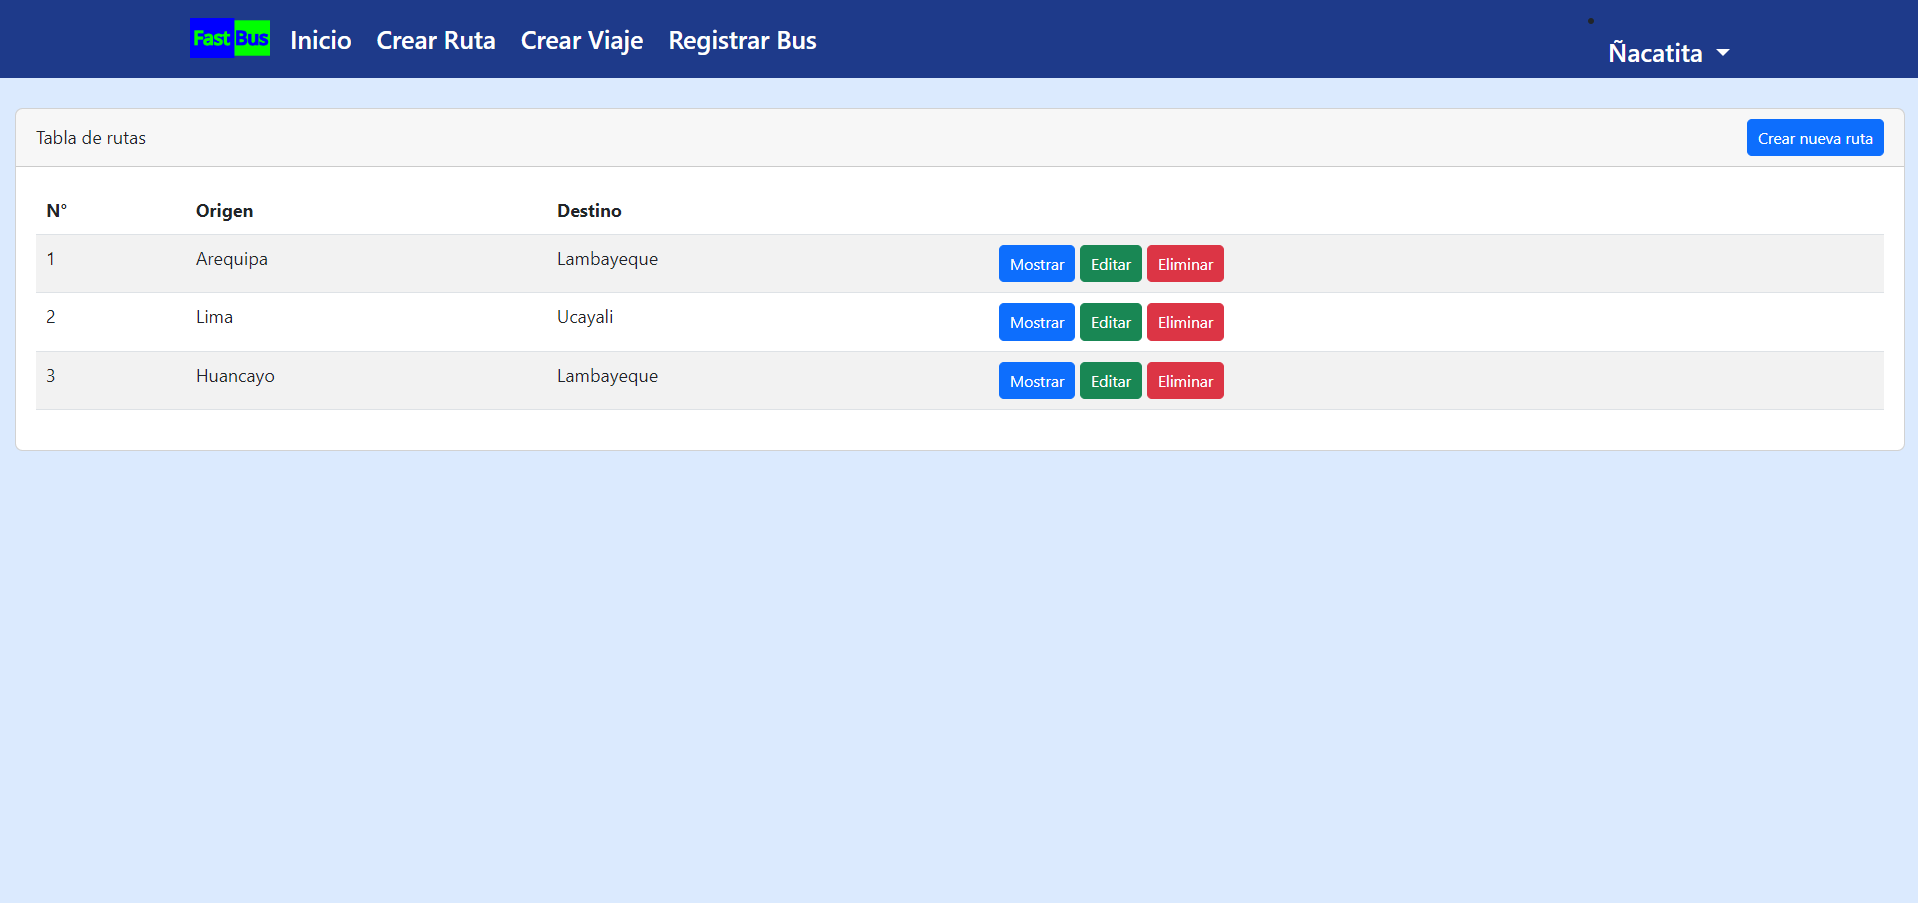 Fast Bus Inicio Crear Ruta Crear Viaje Registrar Bus Ñacatita
Tabla de rutas Crear nueva ruta
N° Origen Destino
1 Arequipa Lambayeque Mostrar Editar Eliminar
2 Lima Ucayali Mostrar Editar Eliminar
3 Huancayo Lambayeque Mostrar Editar Eliminar